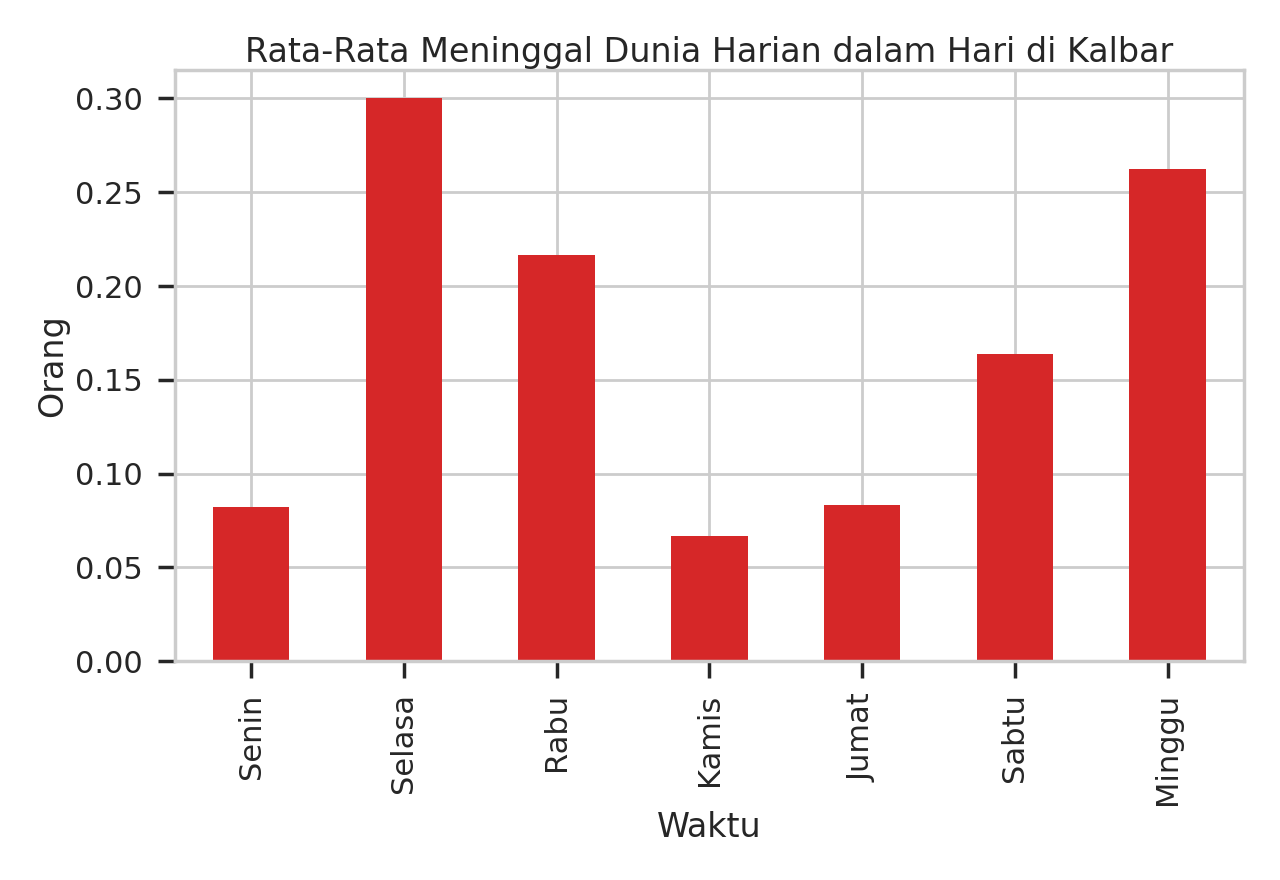 Rata-Rata Meninggal Dunia Harian dalam Hari di Kalbar
0.30
0.25
0.20
0.15
0.10
0.05
0.00
Orang
Senin
Selasa
Rabu
Kamis
Jumat
Sabtu
Minggu
Waktu